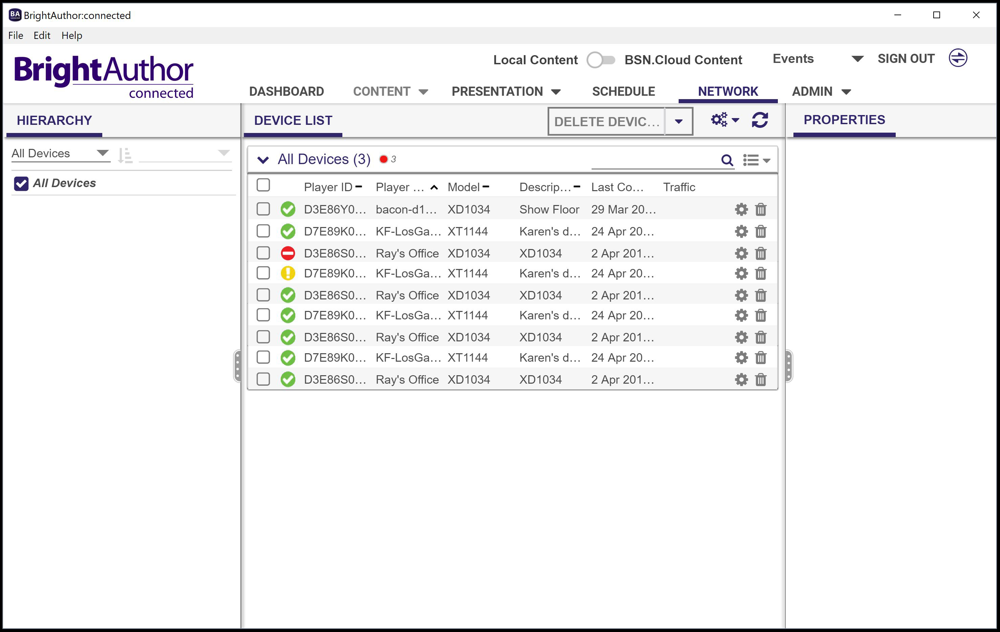 BrightAuthor:connected
File Edit Help
BrightAuthor
connected
Local Content BSN.Cloud Content Events SIGN OUT
DASHBOARD CONTENT PRESENTATION SCHEDULE NETWORK ADMIN
HIERARCHY DEVICE LIST DELETE DEVIC... PROPERTIES
All Devices
All Devices (3) 3
All Devices
Player ID Player ... Model Descrip... Last Co... Traffic
D3E86Y0... bacon-d1... XD1034 Show Floor 29 Mar 20...
D7E89K0... KF-LosGa... XT1144 Karen's d... 24 Apr 20...
D3E86S0... Ray's Office XD1034 XD1034 2 Apr 201...
D7E89K0... KF-LosGa... XT1144 Karen's d... 24 Apr 20...
D3E86S0... Ray's Office XD1034 XD1034 2 Apr 201...
D7E89K0... KF-LosGa... XT1144 Karen's d... 24 Apr 20...
D3E86S0... Ray's Office XD1034 XD1034 2 Apr 201...
D7E89K0... KF-LosGa... XT1144 Karen's d... 24 Apr 20...
D3E86S0... Ray's Office XD1034 XD1034 2 Apr 201...